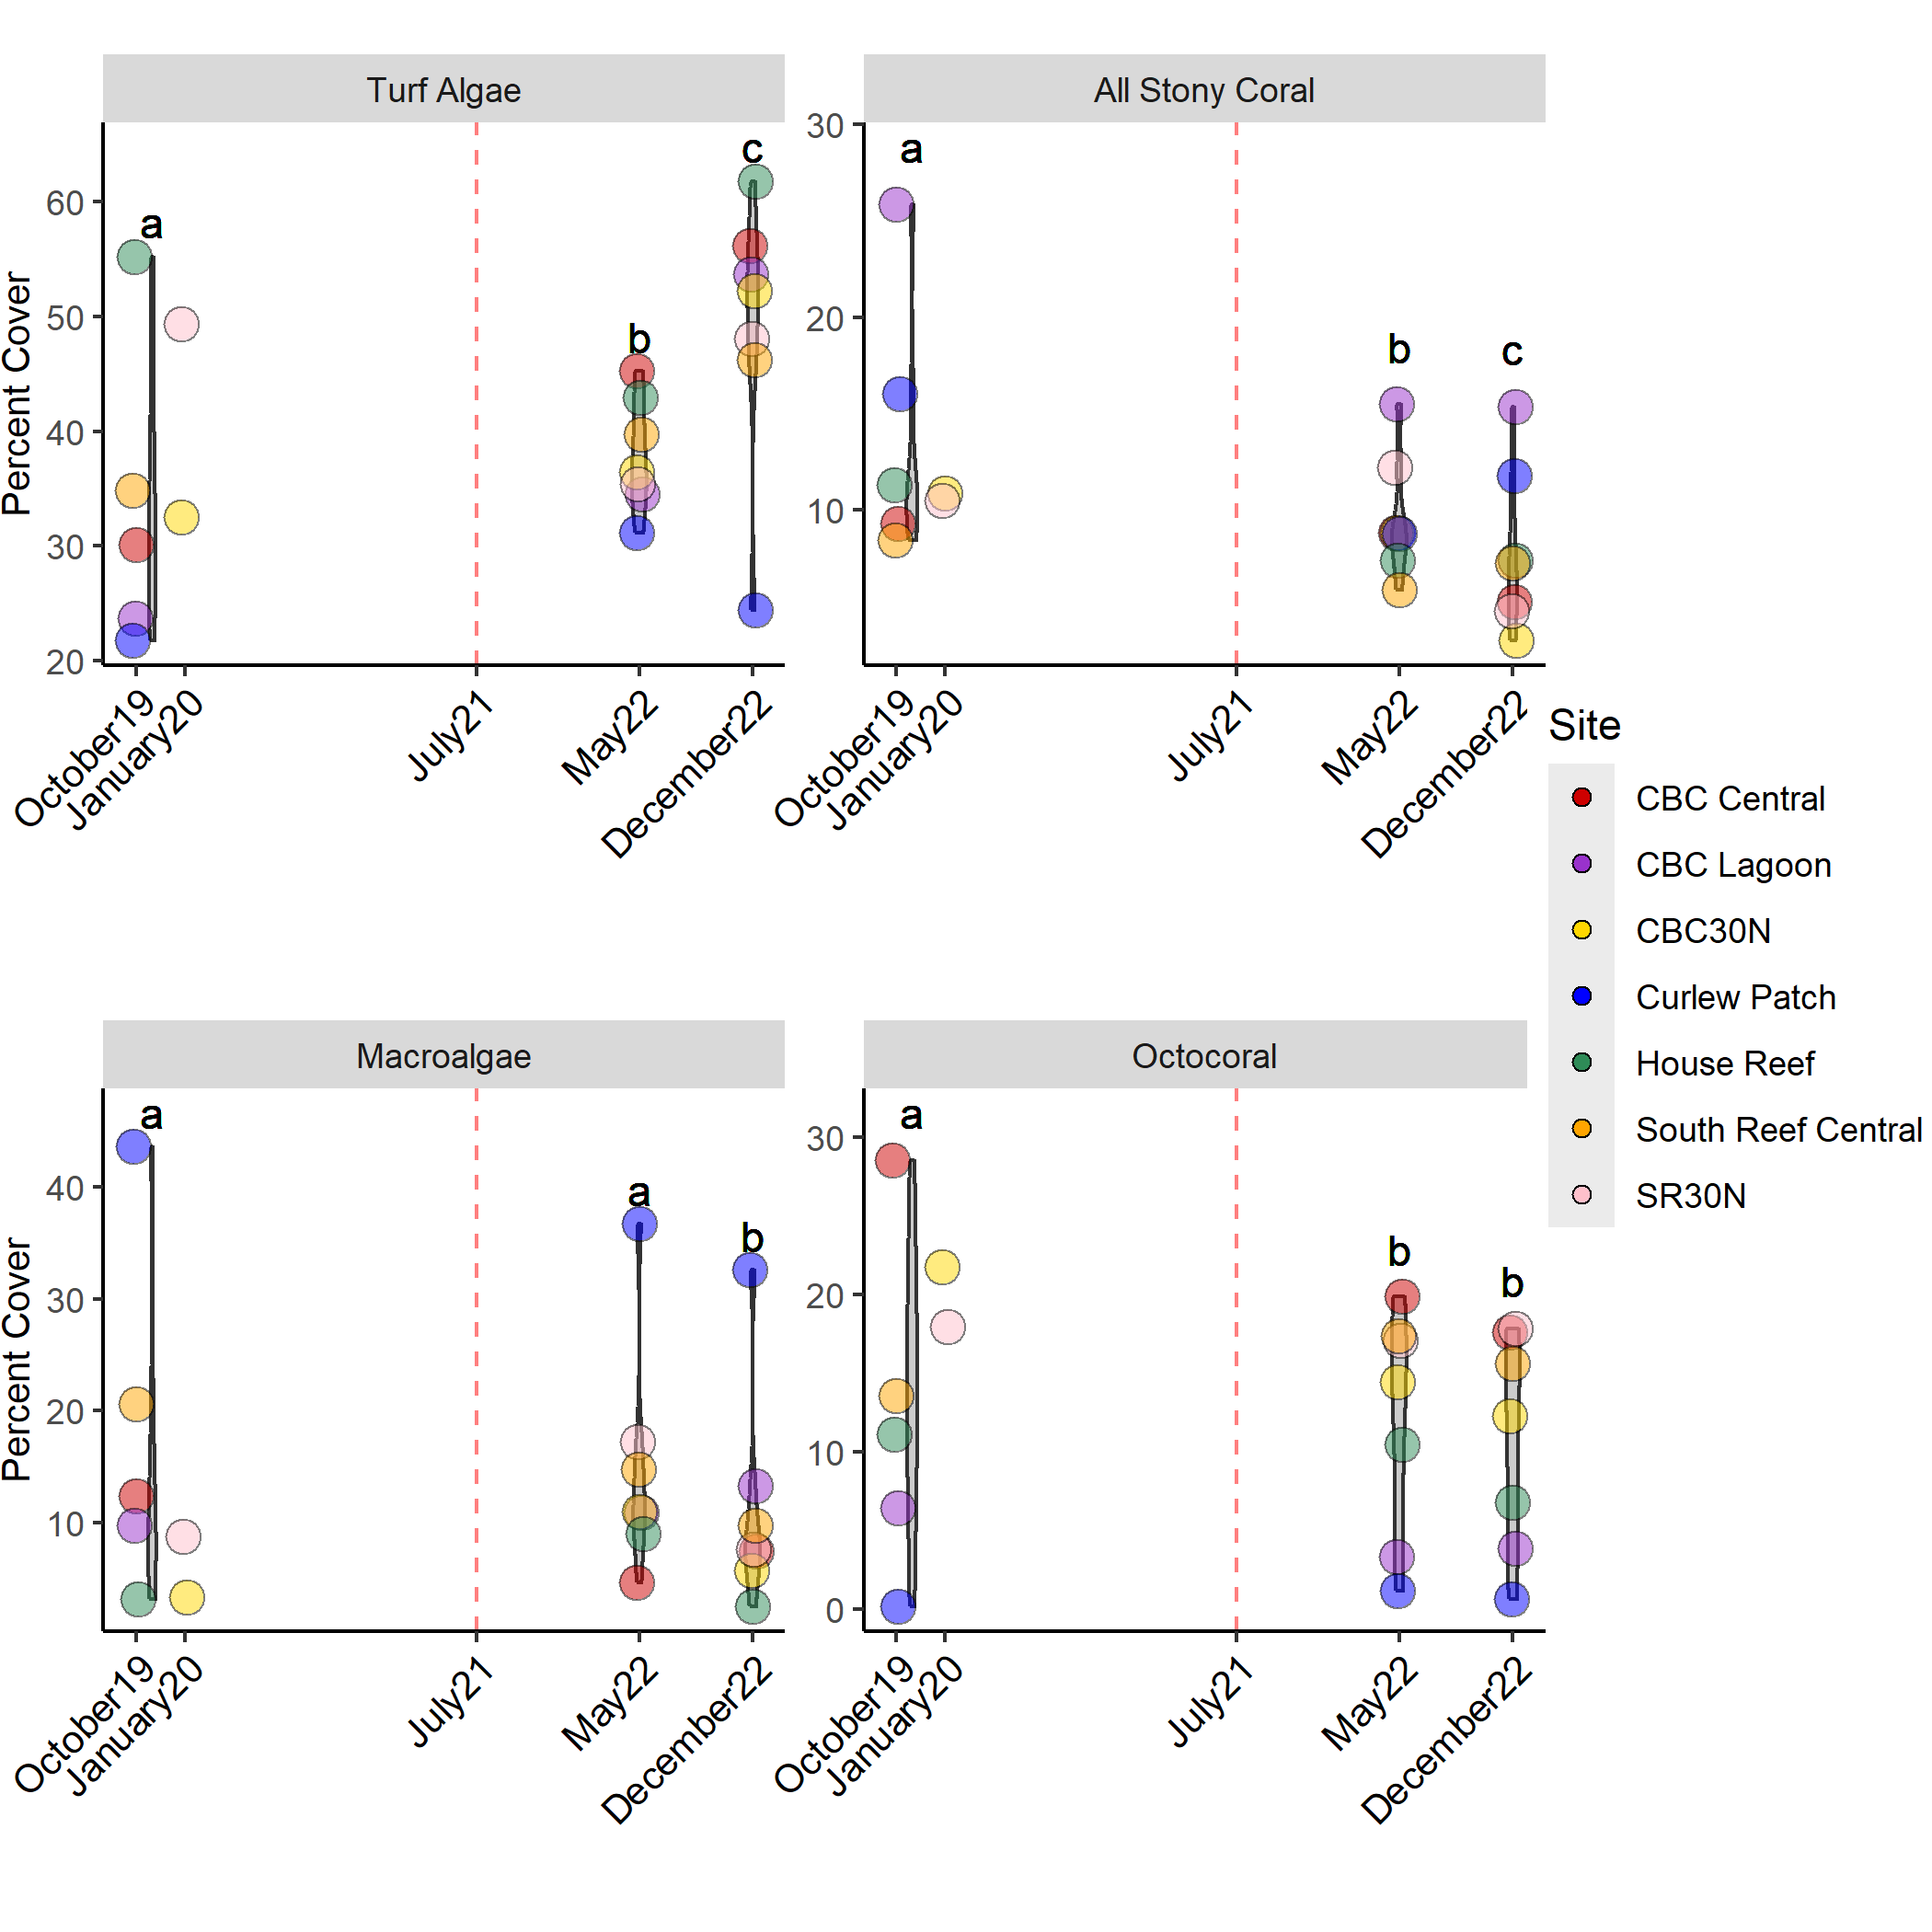 Turf Algae
All Stony Coral
Percent Cover
60
50
40
30
20
a
b
c
October19
January20
July21
May22
December22
30
20
10
a
b
c
October19
January20
July21
May22
December22
Site
CBC Central
CBC Lagoon
CBC30N
Curlew Patch
House Reef
South Reef Central
SR30N
Macroalgae
Octocoral
Percent Cover
40
30
20
10
a
a
b
October19
January20
July21
May22
December22
30
20
10
0
a
b
b
October19
January20
July21
May22
December22